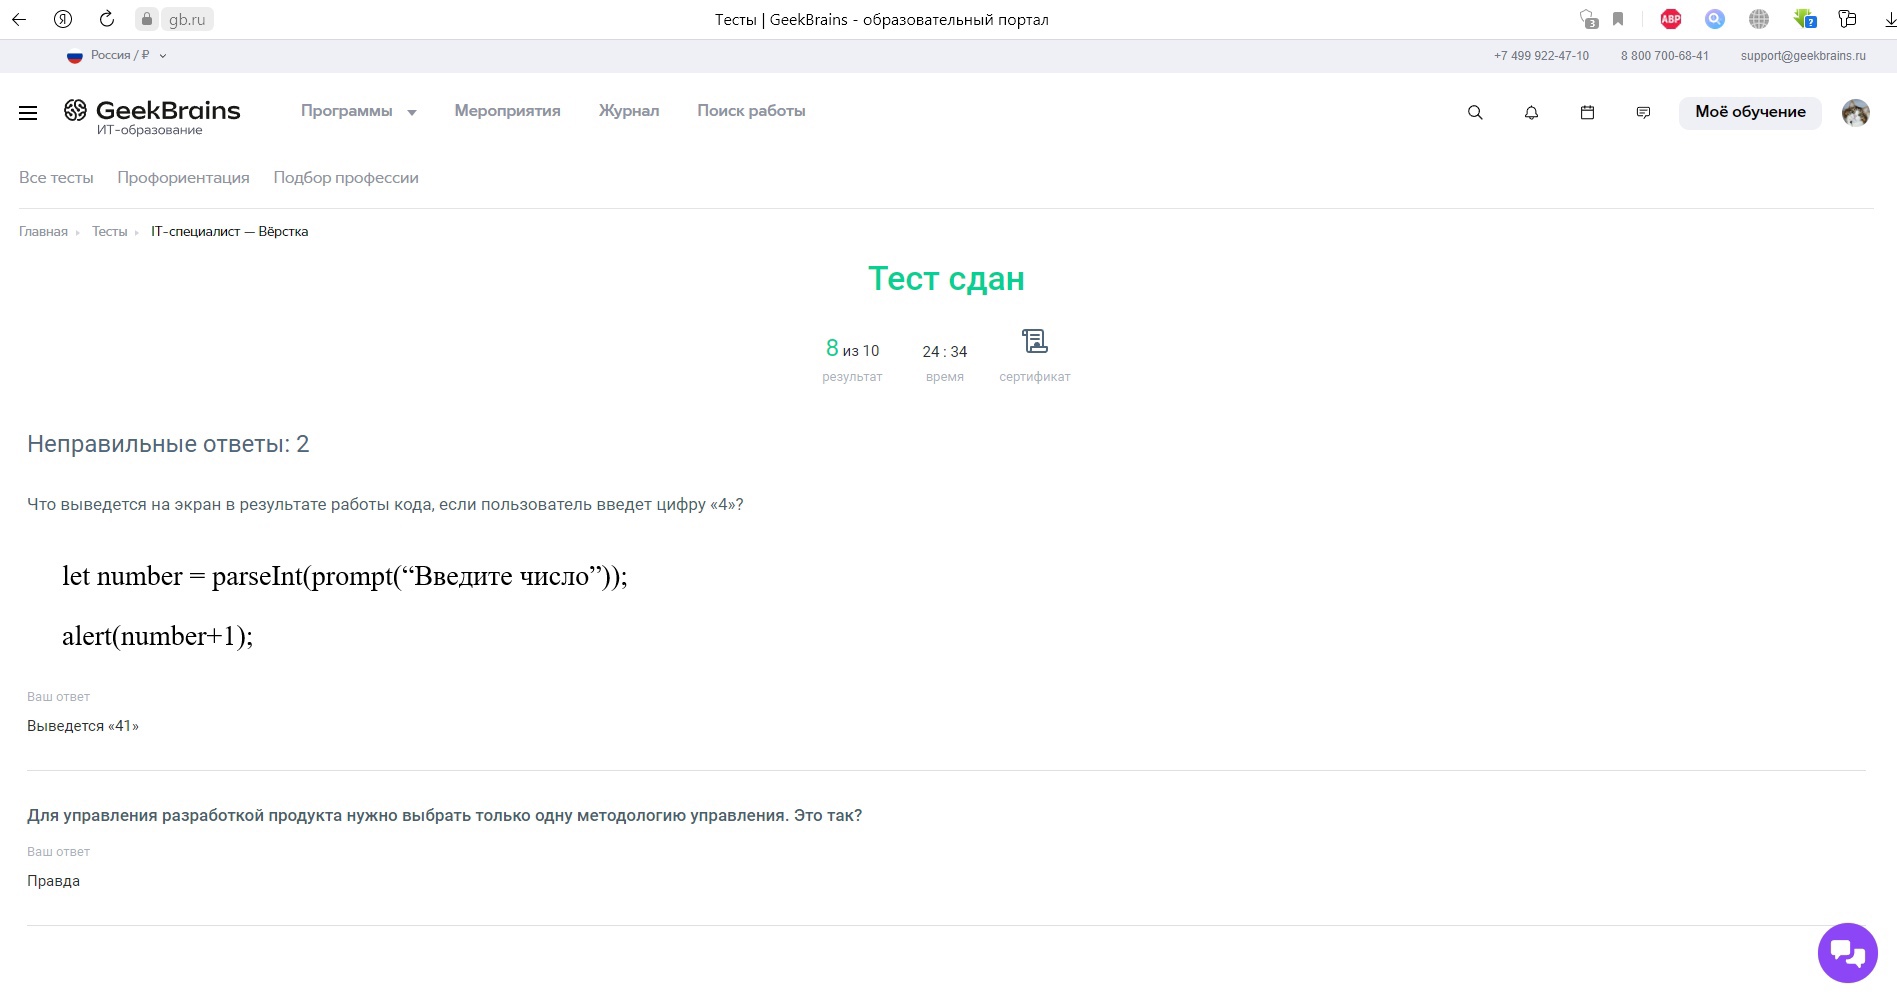 gb.ru
Тесты | GeekBrains - образовательный портал
3
ABP
?
Россия / ₽
+7 499 922-47-10
8 800 700-68-41
support@geekbrains.ru
GeekBrains
ИТ-образование
Программы
Мероприятия
Журнал
Поиск работы
Моё обучение
Все тесты
Профориентация
Подбор профессии
Главная
Тесты
IT-специалист — Вёрстка
Тест сдан
8 из 10
24 : 34
результат
время
сертификат
Неправильные ответы: 2
Что выведется на экран в результате работы кода, если пользователь введет цифру «4»?
let number = parseInt(prompt(“Введите число”));
alert(number+1);
Ваш ответ
Выведется «41»
Для управления разработкой продукта нужно выбрать только одну методологию управления. Это так?
Ваш ответ
Правда